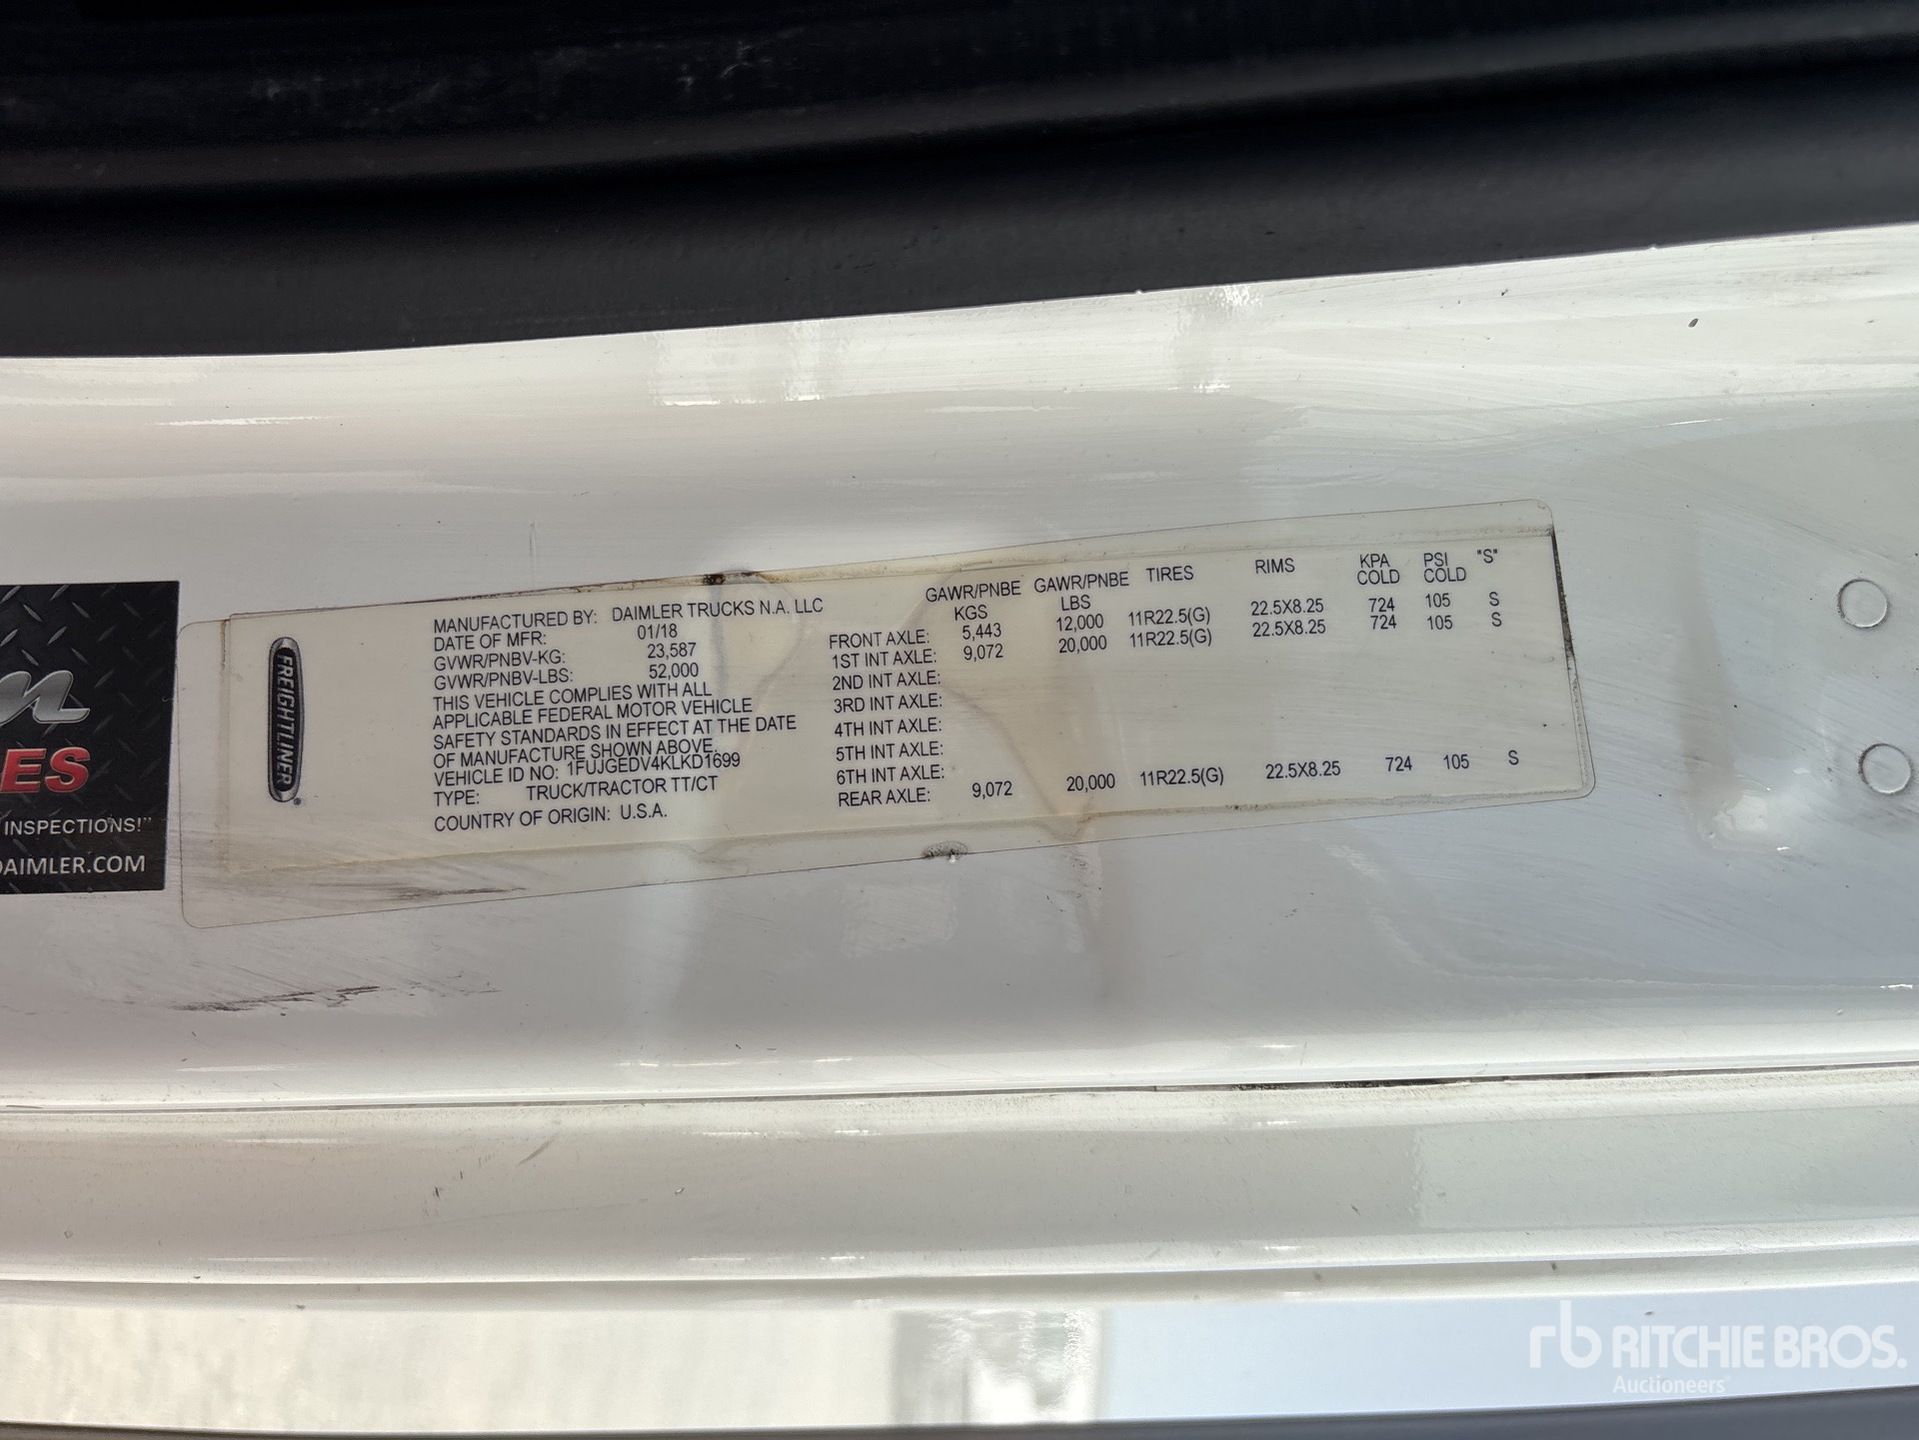 m
ES
INSPECTIONS!"
DAIMLER.COM
FREIGHTLINER
MANUFACTURED BY: DAIMLER TRUCKS N.A. LLC
DATE OF MFR: 01/18
GVWR/PNBV-KG: 23,587
GVWR/PNBV-LBS: 52,000
THIS VEHICLE COMPLIES WITH ALL
APPLICABLE FEDERAL MOTOR VEHICLE
SAFETY STANDARDS IN EFFECT AT THE DATE
OF MANUFACTURE SHOWN ABOVE.
VEHICLE ID NO: 1FUJGEDV4KLKD1699
TYPE: TRUCK/TRACTOR TT/CT
COUNTRY OF ORIGIN: U.S.A.
GAWR/PNBE GAWR/PNBE TIRES RIMS KPA PSI "S"
KGS LBS COLD COLD
FRONT AXLE: 5,443 12,000 11R22.5(G) 22.5X8.25 724 105 S
1ST INT AXLE: 9,072 20,000 11R22.5(G) 22.5X8.25 724 105 S
2ND INT AXLE:
3RD INT AXLE:
4TH INT AXLE:
5TH INT AXLE:
6TH INT AXLE:
REAR AXLE: 9,072 20,000 11R22.5(G) 22.5X8.25 724 105 S
rb RITCHIE BROS.
Auctioneers